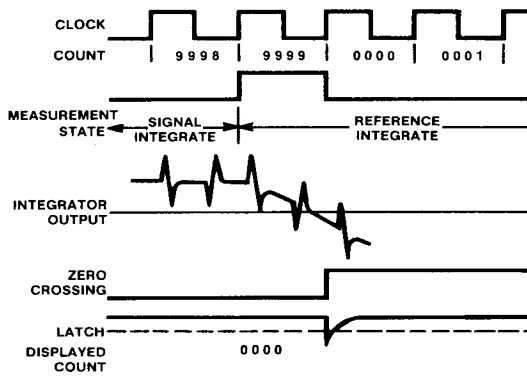 CLOCK
COUNT 9998 9999 0000 0001
MEASUREMENT
STATE
SIGNAL
INTEGRATE
REFERENCE
INTEGRATE
INTEGRATOR
OUTPUT
ZERO
CROSSING
LATCH
DISPLAYED
COUNT
0000